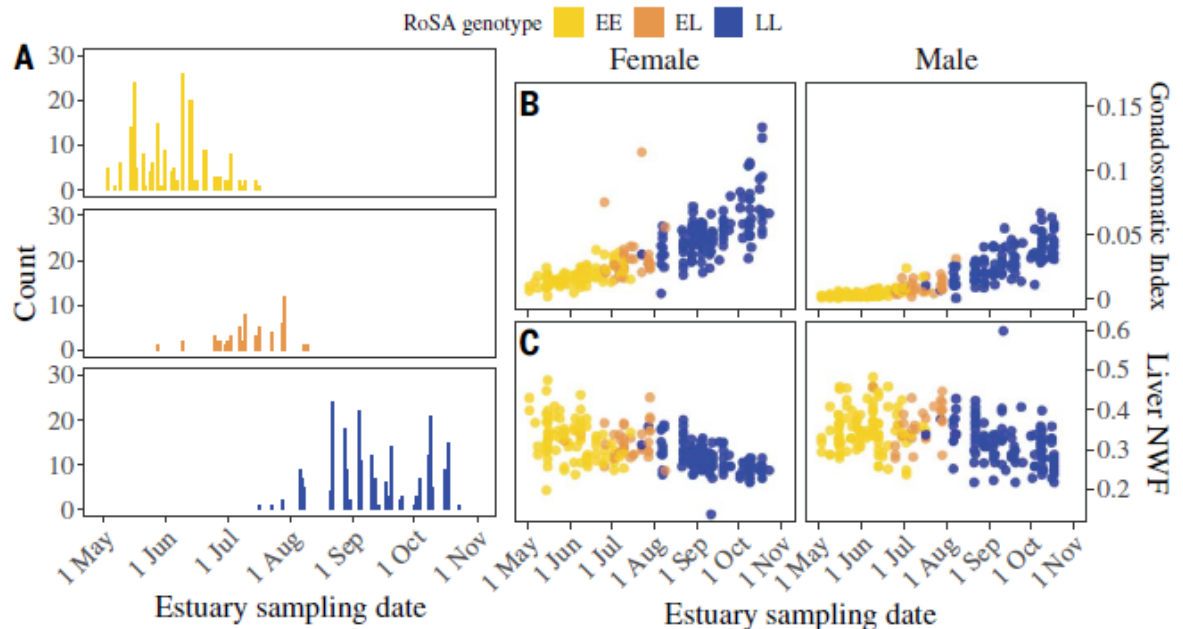 RoSA genotype EE EL LL
A
30
20
10
0
30
20
10
0
30
20
10
0
Count
1 May 1 Jun 1 Jul 1 Aug 1 Sep 1 Oct 1 Nov
Estuary sampling date
Female Male
B
0.15
0.1
0.05
0
Gonadosomatic Index
C
0.6
0.5
0.4
0.3
0.2
Liver NWF
1 May 1 Jun 1 Jul 1 Aug 1 Sep 1 Oct 1 Nov 1 May 1 Jun 1 Jul 1 Aug 1 Sep 1 Oct 1 Nov
Estuary sampling date